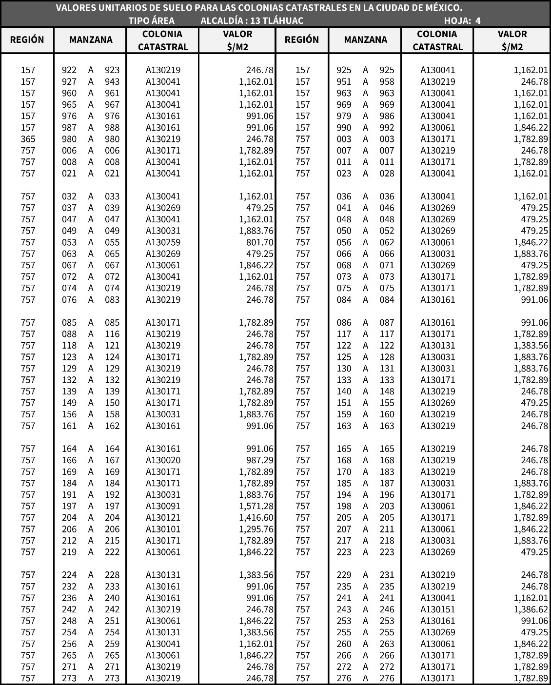 VALORES UNITARIOS DE SUELO PARA LAS COLONIAS CATASTRALES EN LA CIUDAD DE MÉXICO.
TIPO ÁREA ALCALDÍA : 13 TLÁHUAC HOJA: 4
REGIÓN MANZANA COLONIA CATASTRAL VALOR $/M2 REGIÓN MANZANA COLONIA CATASTRAL VALOR $/M2
157 922 A 923 A130219 246.78 157 925 A 925 A130041 1,162.01
157 927 A 943 A130041 1,162.01 157 951 A 958 A130219 246.78
157 960 A 961 A130041 1,162.01 157 963 A 963 A130041 1,162.01
157 965 A 967 A130041 1,162.01 157 969 A 969 A130041 1,162.01
157 976 A 976 A130161 991.06 157 979 A 986 A130041 1,162.01
157 987 A 988 A130161 991.06 157 990 A 992 A130061 1,846.22
365 980 A 980 A130219 246.78 757 003 A 003 A130171 1,782.89
757 006 A 006 A130171 1,782.89 757 007 A 007 A130219 246.78
757 008 A 008 A130041 1,162.01 757 011 A 011 A130171 1,782.89
757 021 A 021 A130041 1,162.01 757 023 A 028 A130041 1,162.01
757 032 A 033 A130041 1,162.01 757 036 A 036 A130041 1,162.01
757 037 A 039 A130269 479.25 757 041 A 046 A130269 479.25
757 047 A 047 A130041 1,162.01 757 048 A 048 A130269 479.25
757 049 A 049 A130031 1,883.76 757 050 A 052 A130269 479.25
757 053 A 055 A130259 801.70 757 056 A 062 A130061 1,846.22
757 063 A 065 A130269 479.25 757 066 A 066 A130031 1,883.76
757 067 A 067 A130061 1,846.22 757 068 A 071 A130269 479.25
757 072 A 072 A130041 1,162.01 757 073 A 073 A130171 1,782.89
757 074 A 074 A130219 246.78 757 075 A 075 A130171 1,782.89
757 076 A 083 A130219 246.78 757 084 A 084 A130161 991.06
757 085 A 085 A130171 1,782.89 757 086 A 087 A130161 991.06
757 088 A 116 A130219 246.78 757 117 A 117 A130171 1,782.89
757 118 A 121 A130219 246.78 757 122 A 122 A130131 1,383.56
757 123 A 124 A130171 1,782.89 757 125 A 128 A130031 1,883.76
757 129 A 129 A130219 246.78 757 130 A 131 A130031 1,883.76
757 132 A 132 A130219 246.78 757 133 A 133 A130171 1,782.89
757 139 A 139 A130171 1,782.89 757 140 A 148 A130219 246.78
757 149 A 150 A130171 1,782.89 757 151 A 155 A130269 479.25
757 156 A 158 A130031 1,883.76 757 159 A 160 A130219 246.78
757 161 A 162 A130161 991.06 757 163 A 163 A130219 246.78
757 164 A 164 A130161 991.06 757 165 A 165 A130219 246.78
757 166 A 167 A130020 987.29 757 168 A 168 A130219 246.78
757 169 A 169 A130171 1,782.89 757 170 A 183 A130219 246.78
757 184 A 184 A130171 1,782.89 757 185 A 187 A130031 1,883.76
757 191 A 192 A130031 1,883.76 757 194 A 196 A130171 1,782.89
757 197 A 197 A130091 1,571.28 757 198 A 203 A130061 1,846.22
757 204 A 204 A130121 1,416.60 757 205 A 205 A130171 1,782.89
757 206 A 206 A130101 1,295.76 757 207 A 211 A130061 1,846.22
757 212 A 215 A130171 1,782.89 757 217 A 218 A130031 1,883.76
757 219 A 222 A130061 1,846.22 757 223 A 223 A130269 479.25
757 224 A 228 A130131 1,383.56 757 229 A 231 A130219 246.78
757 232 A 233 A130161 991.06 757 235 A 235 A130219 246.78
757 236 A 240 A130161 991.06 757 241 A 241 A130041 1,162.01
757 242 A 242 A130219 246.78 757 243 A 246 A130151 1,386.62
757 248 A 251 A130061 1,846.22 757 253 A 253 A130161 991.06
757 254 A 254 A130131 1,383.56 757 255 A 255 A130269 479.25
757 256 A 259 A130041 1,162.01 757 260 A 263 A130061 1,846.22
757 265 A 265 A130061 1,846.22 757 266 A 266 A130171 1,782.89
757 271 A 271 A130219 246.78 757 272 A 272 A130171 1,782.89
757 273 A 273 A130219 246.78 757 276 A 276 A130171 1,782.89